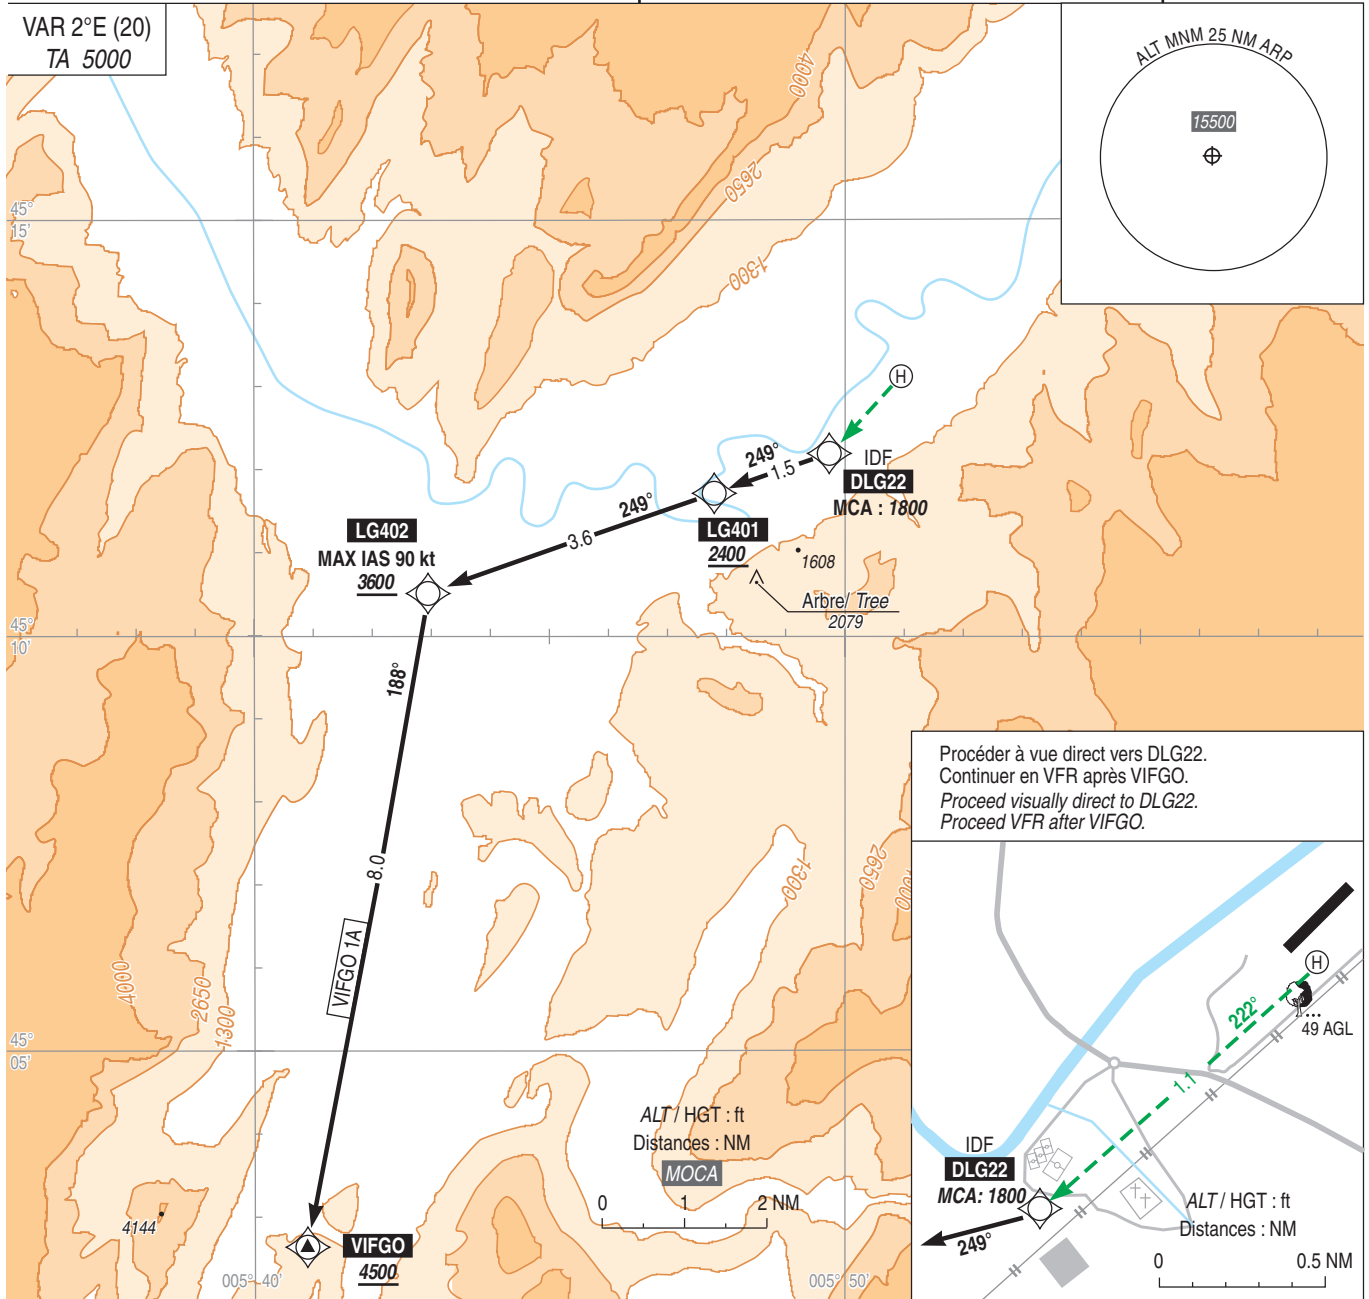 VAR 2°E (20)
TA 5000
ALT MNM 25 NM ARP
15500
4000
2650
1300
45°
15'
H
249°
1.5
IDF
DLG22
MCA : 1800
249°
3.6
LG401
2400
LG402
MAX IAS 90 kt
3600
1608
Arbre/ Tree
2079
45°
10'
188°
8.0
VIFGO 1A
Procéder à vue direct vers DLG22.
Continuer en VFR après VIFGO.
Proceed visually direct to DLG22.
Proceed VFR after VIFGO.
1300
2650
4000
2650
1300
45°
05'
H
222°
49 AGL
1.1
IDF
DLG22
MCA: 1800
249°
ALT / HGT : ft
Distances : NM
0 0.5 NM
ALT / HGT : ft
Distances : NM
MOCA
0 1 2 NM
4144
VIFGO
4500
005° 40'
005° 50'